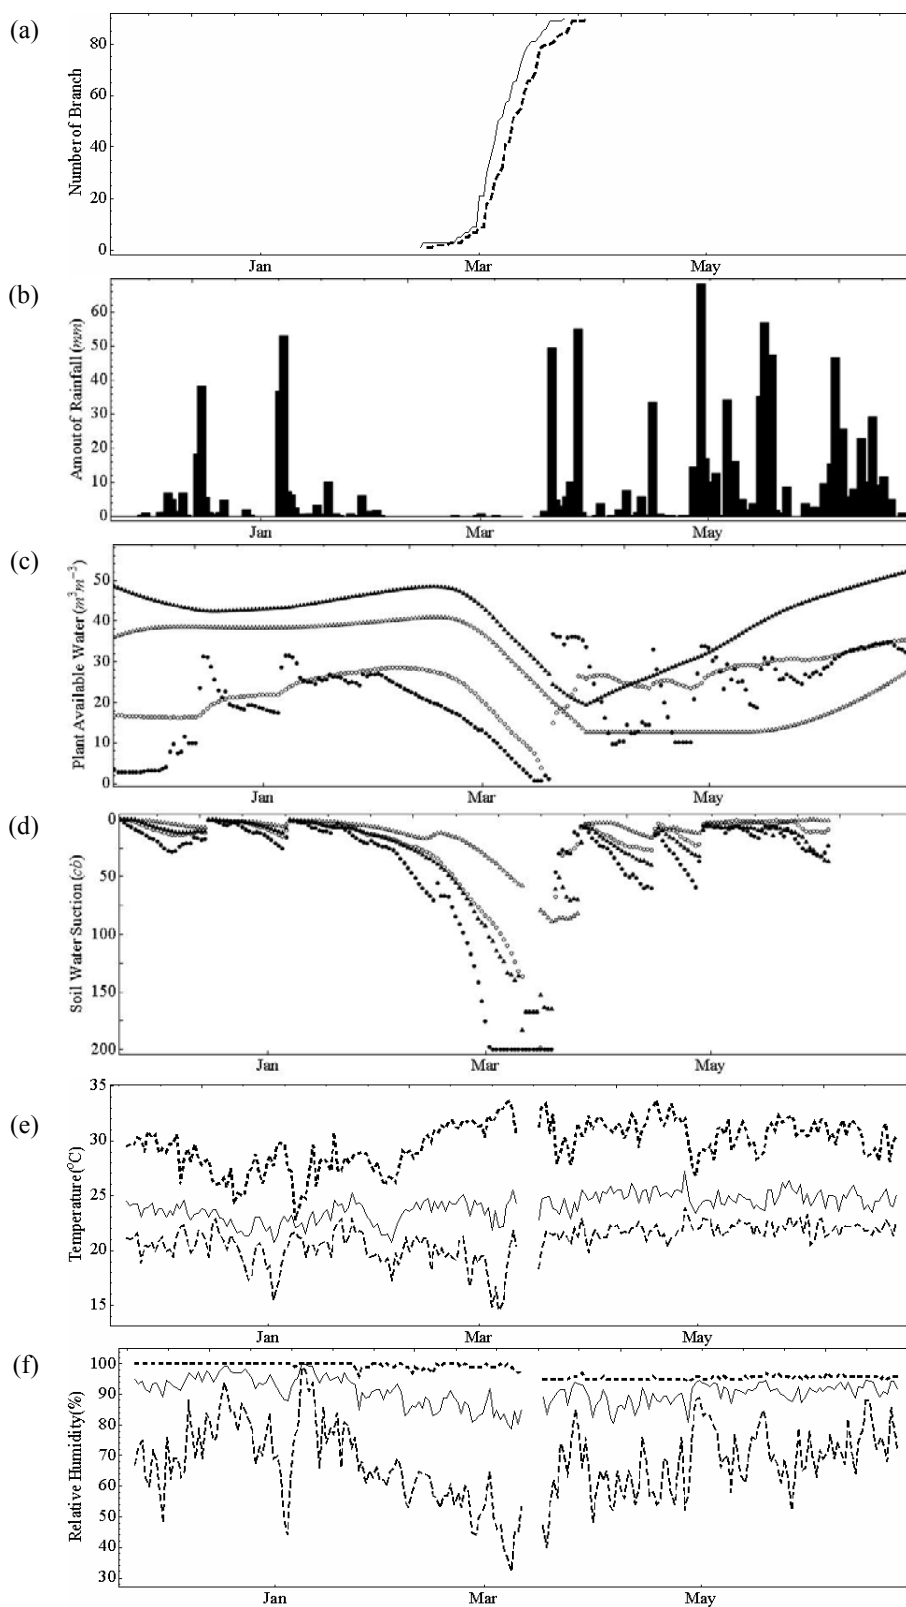 (a)
Number of Branch
80
60
40
20
0
Jan Mar May
(b)
Amout of Rainfall (mm)
60
50
40
30
20
10
0
Jan Mar May
(c)
Plant Available Water (m³m⁻³)
50
40
30
20
10
0
Jan Mar May
(d)
Soil Water Suction (cb)
0
50
100
150
200
Jan Mar May
(e)
Temperature(°C)
35
30
25
20
15
Jan Mar May
(f)
Relative Humidity(%)
100
90
80
70
60
50
40
30
Jan Mar May